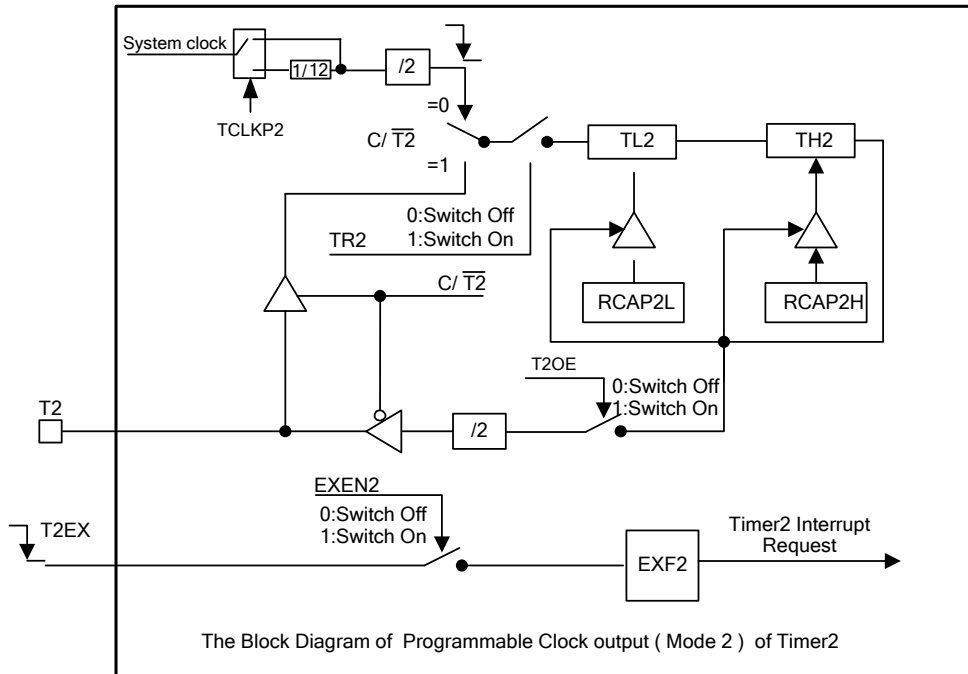 System clock
1/12
/2
TCLKP2
=0
C/ T2
=1
TL2
TH2
0:Switch Off
1:Switch On
TR2
C/ T2
RCAP2L
RCAP2H
T2OE
0:Switch Off
1:Switch On
T2
/2
EXEN2
0:Switch Off
1:Switch On
T2EX
EXF2
Timer2 Interrupt
Request
The Block Diagram of Programmable Clock output ( Mode 2 ) of Timer2